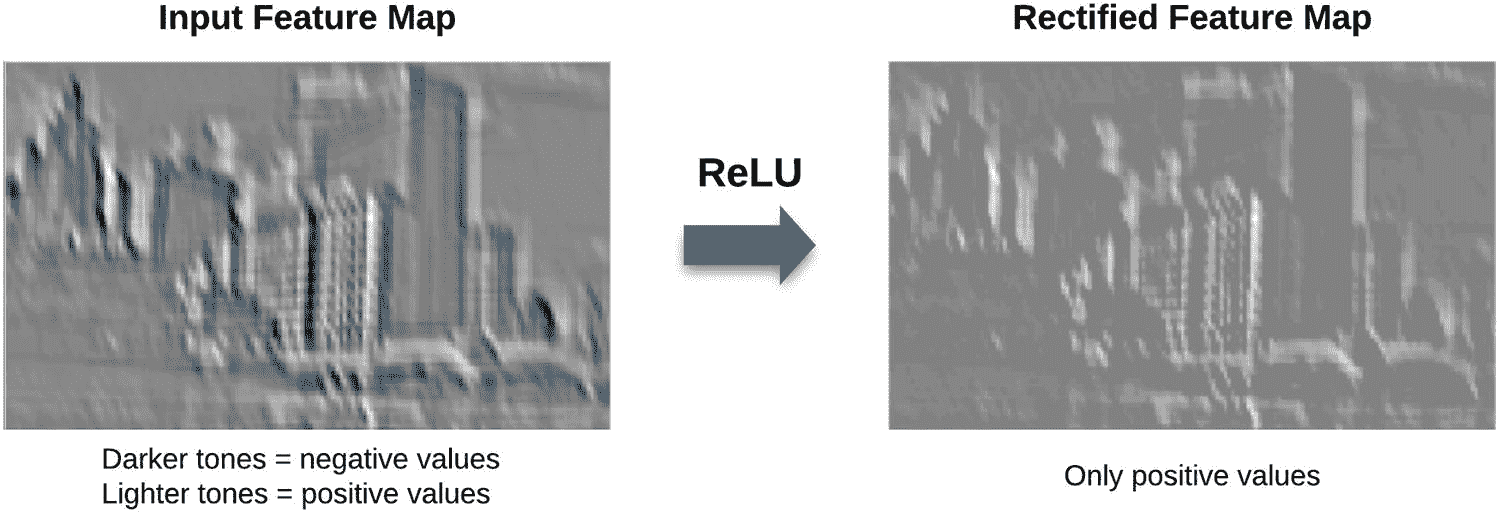 Input Feature Map
Rectified Feature Map
ReLU
Darker tones = negative values
Lighter tones = positive values
Only positive values